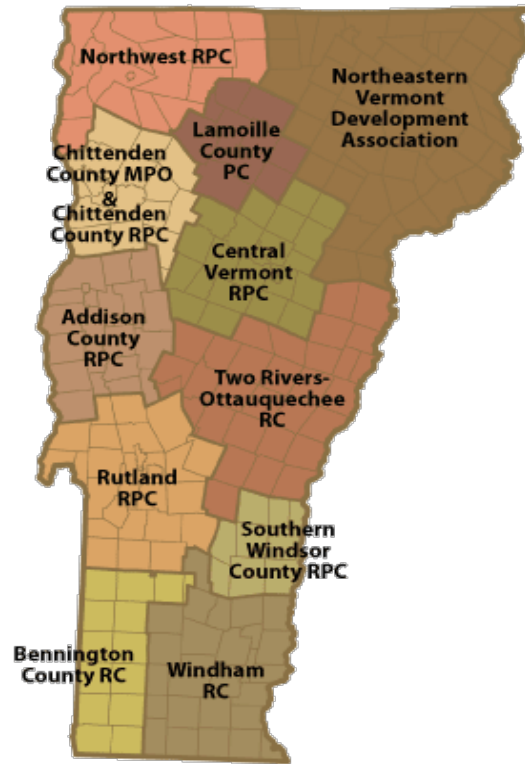 Northwest RPC
Northeastern
Vermont
Development
Association
Lamoille
County
PC
Chittenden
County MPO
&
Chittenden
County RPC
Central
Vermont
RPC
Addison
County
RPC
Two Rivers-
Ottauquechee
RC
Rutland
RPC
Southern
Windsor
County RPC
Bennington
County RC
Windham
RC